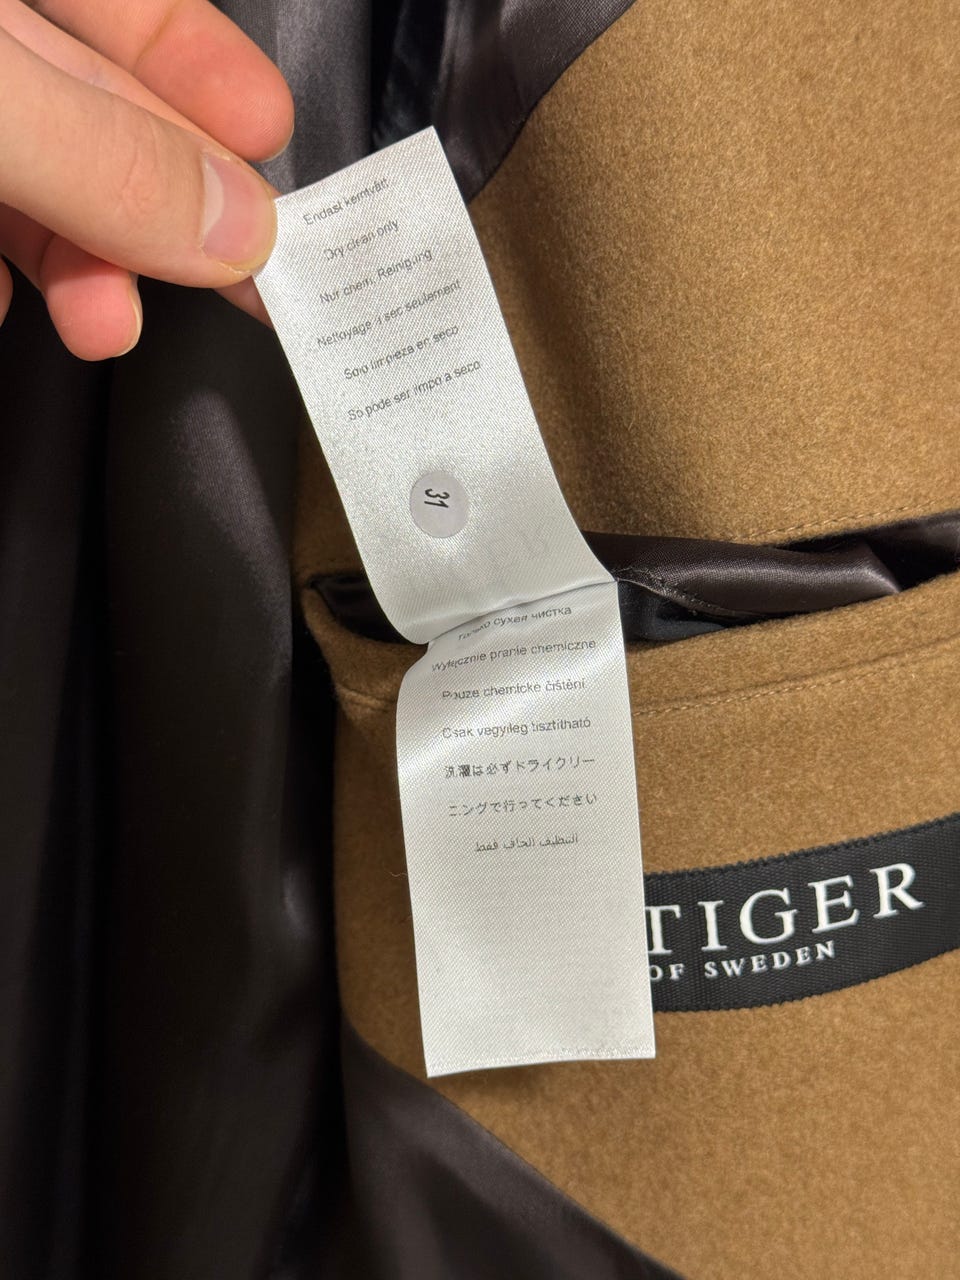 Endast kemtvätt
Dry clean only
Nur chem. Reinigung
Nettoyage à sec seulement
Solo limpieza en seco
So pode ser limpo a seco
31
Только сухая чистка
Wyłącznie pranie chemiczne
Pouze chemicke čištění
Csak vegyileg tisztítható
洗濯は必ずドライクリー
ニングで行ってください
التنظيف الجاف فقط
TIGER
OF SWEDEN